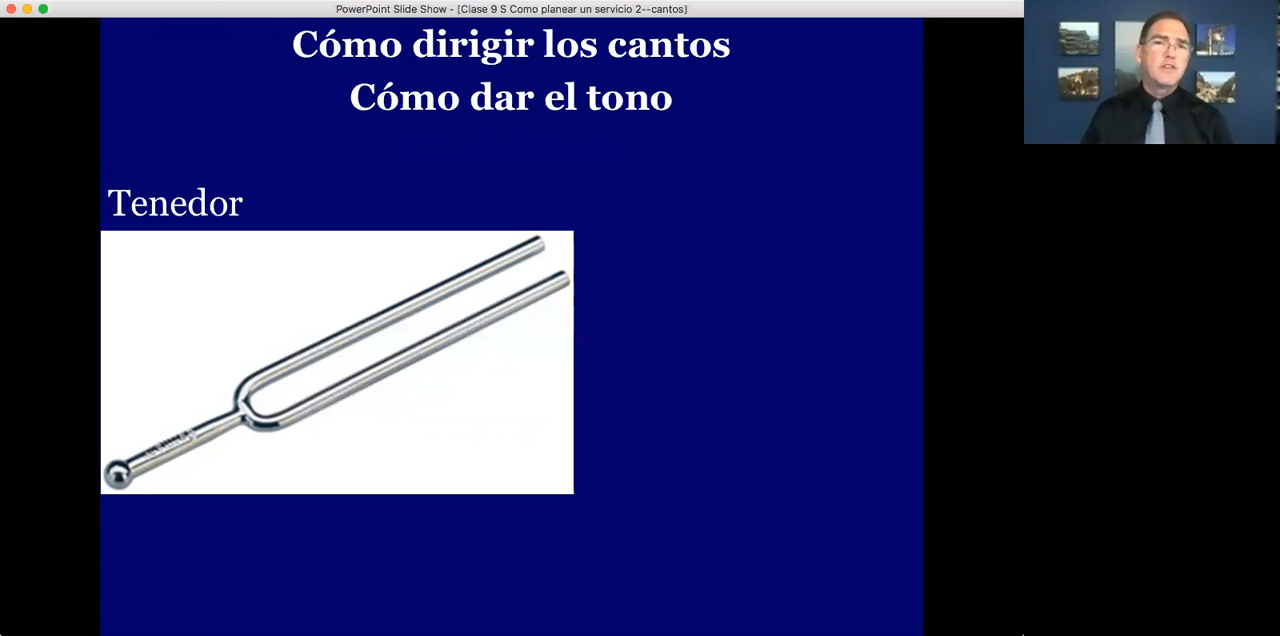 PowerPoint Slide Show - [Clase 9 S Como planear un servicio 2--cantos]
Cómo dirigir los cantos
Cómo dar el tono
Tenedor